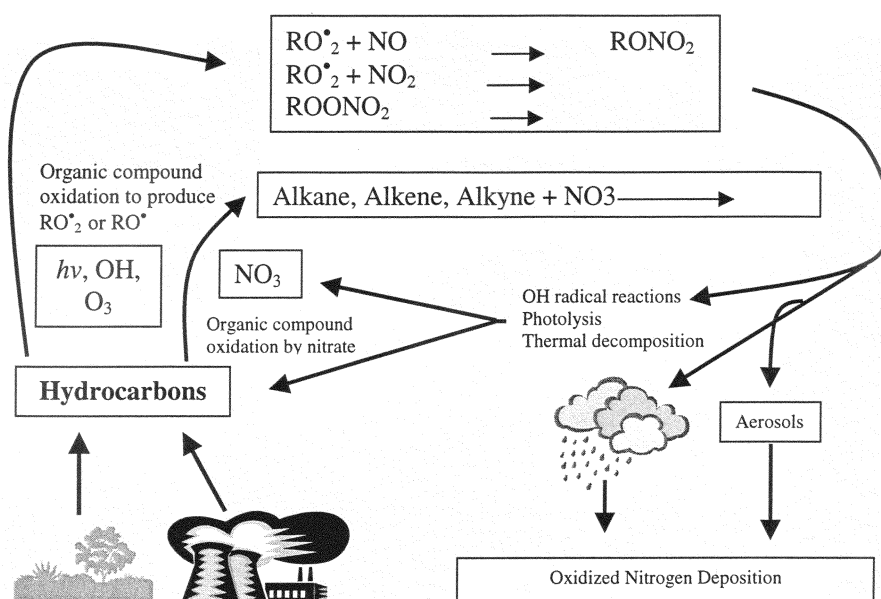 RO•2 + NO → RONO2
RO•2 + NO2 →
ROONO2 →
Organic compound
oxidation to produce
RO•2 or RO•
Alkane, Alkene, Alkyne + NO3 →
hν, OH,
O3
NO3
Organic compound
oxidation by nitrate
OH radical reactions
Photolysis
Thermal decomposition
Hydrocarbons
Aerosols
Oxidized Nitrogen Deposition